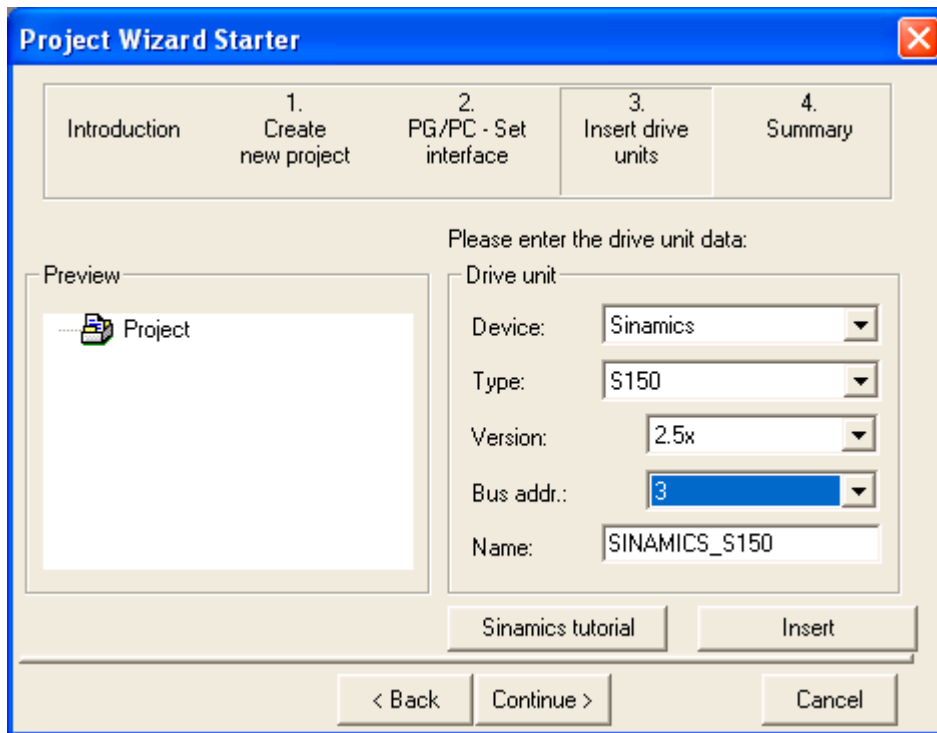 Project Wizard Starter
Introduction
1.
Create
new project
2.
PG/PC - Set
interface
3.
Insert drive
units
4.
Summary
Please enter the drive unit data:
Preview
Project
Drive unit
Device: Sinamics
Type: S150
Version: 2.5x
Bus addr.: 3
Name: SINAMICS_S150
Sinamics tutorial
Insert
< Back
Continue >
Cancel